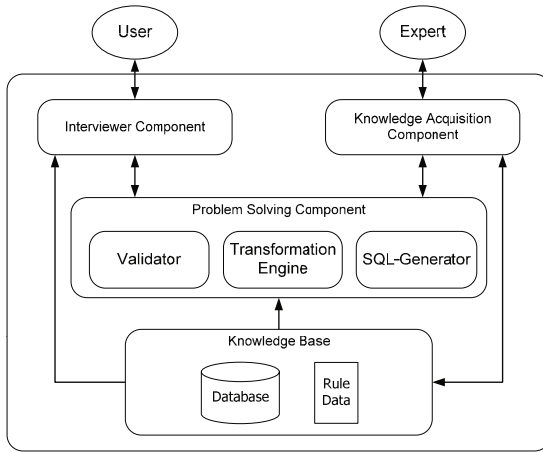 User
Expert
Interviewer Component
Knowledge Acquisition
Component
Problem Solving Component
Validator
Transformation
Engine
SQL-Generator
Knowledge Base
Database
Rule
Data